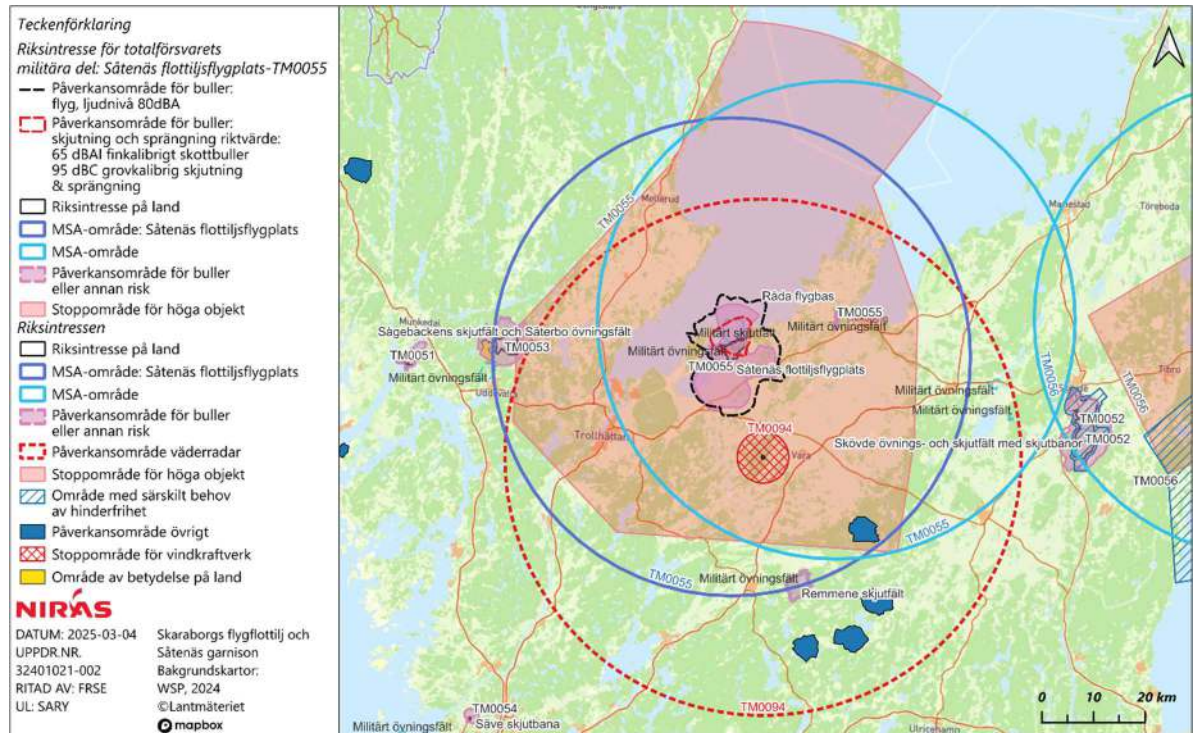 Teckenförklaring
Riksintresse för totalförsvarets
militära del: Såtenäs flottiljsflygplats-TM0055
Påverkansområde för buller:
flyg, ljudnivå 80dBA
Påverkansområde för buller:
skjutning och sprängning riktvärde:
65 dBAI finkalibrigt skottbuller
95 dBC grovkalibrig skjutning
& sprängning
Riksintresse på land
MSA-område: Såtenäs flottiljsflygplats
MSA-område
Påverkansområde för buller
eller annan risk
Stoppområde för höga objekt
Riksintressen
Riksintresse på land
MSA-område: Såtenäs flottiljsflygplats
MSA-område
Påverkansområde för buller
eller annan risk
Påverkansområde väderradar
Stoppområde för höga objekt
Område med särskilt behov
av hinderfrihet
Påverkansområde övrigt
Stoppområde för vindkraftverk
Område av betydelse på land
NIRAS
DATUM: 2025-03-04
UPPDR.NR.
32401021-002
RITAD AV: FRSE
UL: SARY
Skaraborgs flygflottilj och
Såtenäs garnison
Bakgrundskartor:
WSP, 2024
©Lantmäteriet
mapbox
Mellerud
TM0055
Mariestad
Töreboda
Råda flygbas
TM0055
Militärt skjutfält
Militärt övningsfält
Munkedal
Sågebäckens skjutfält och Säterbo övningsfält
TM0051
TM0053
Militärt övningsfält
TM0055
Såtenäs flottiljsflygplats
Militärt övningsfält
Uddevalla
Militärt övningsfält
Militärt övningsfält
TM0056
Tibro
TM0056
TM0052
TM0052
Skövde övnings- och skjutfält med skjutbanor
Trollhättan
TM0094
Vara
TM0056
TM0055
TM0055
Militärt övningsfält
Remmene skjutfält
TM0094
TM0054
Säve skjutbana
Militärt övningsfält
Ulricehamn
0 10 20 km